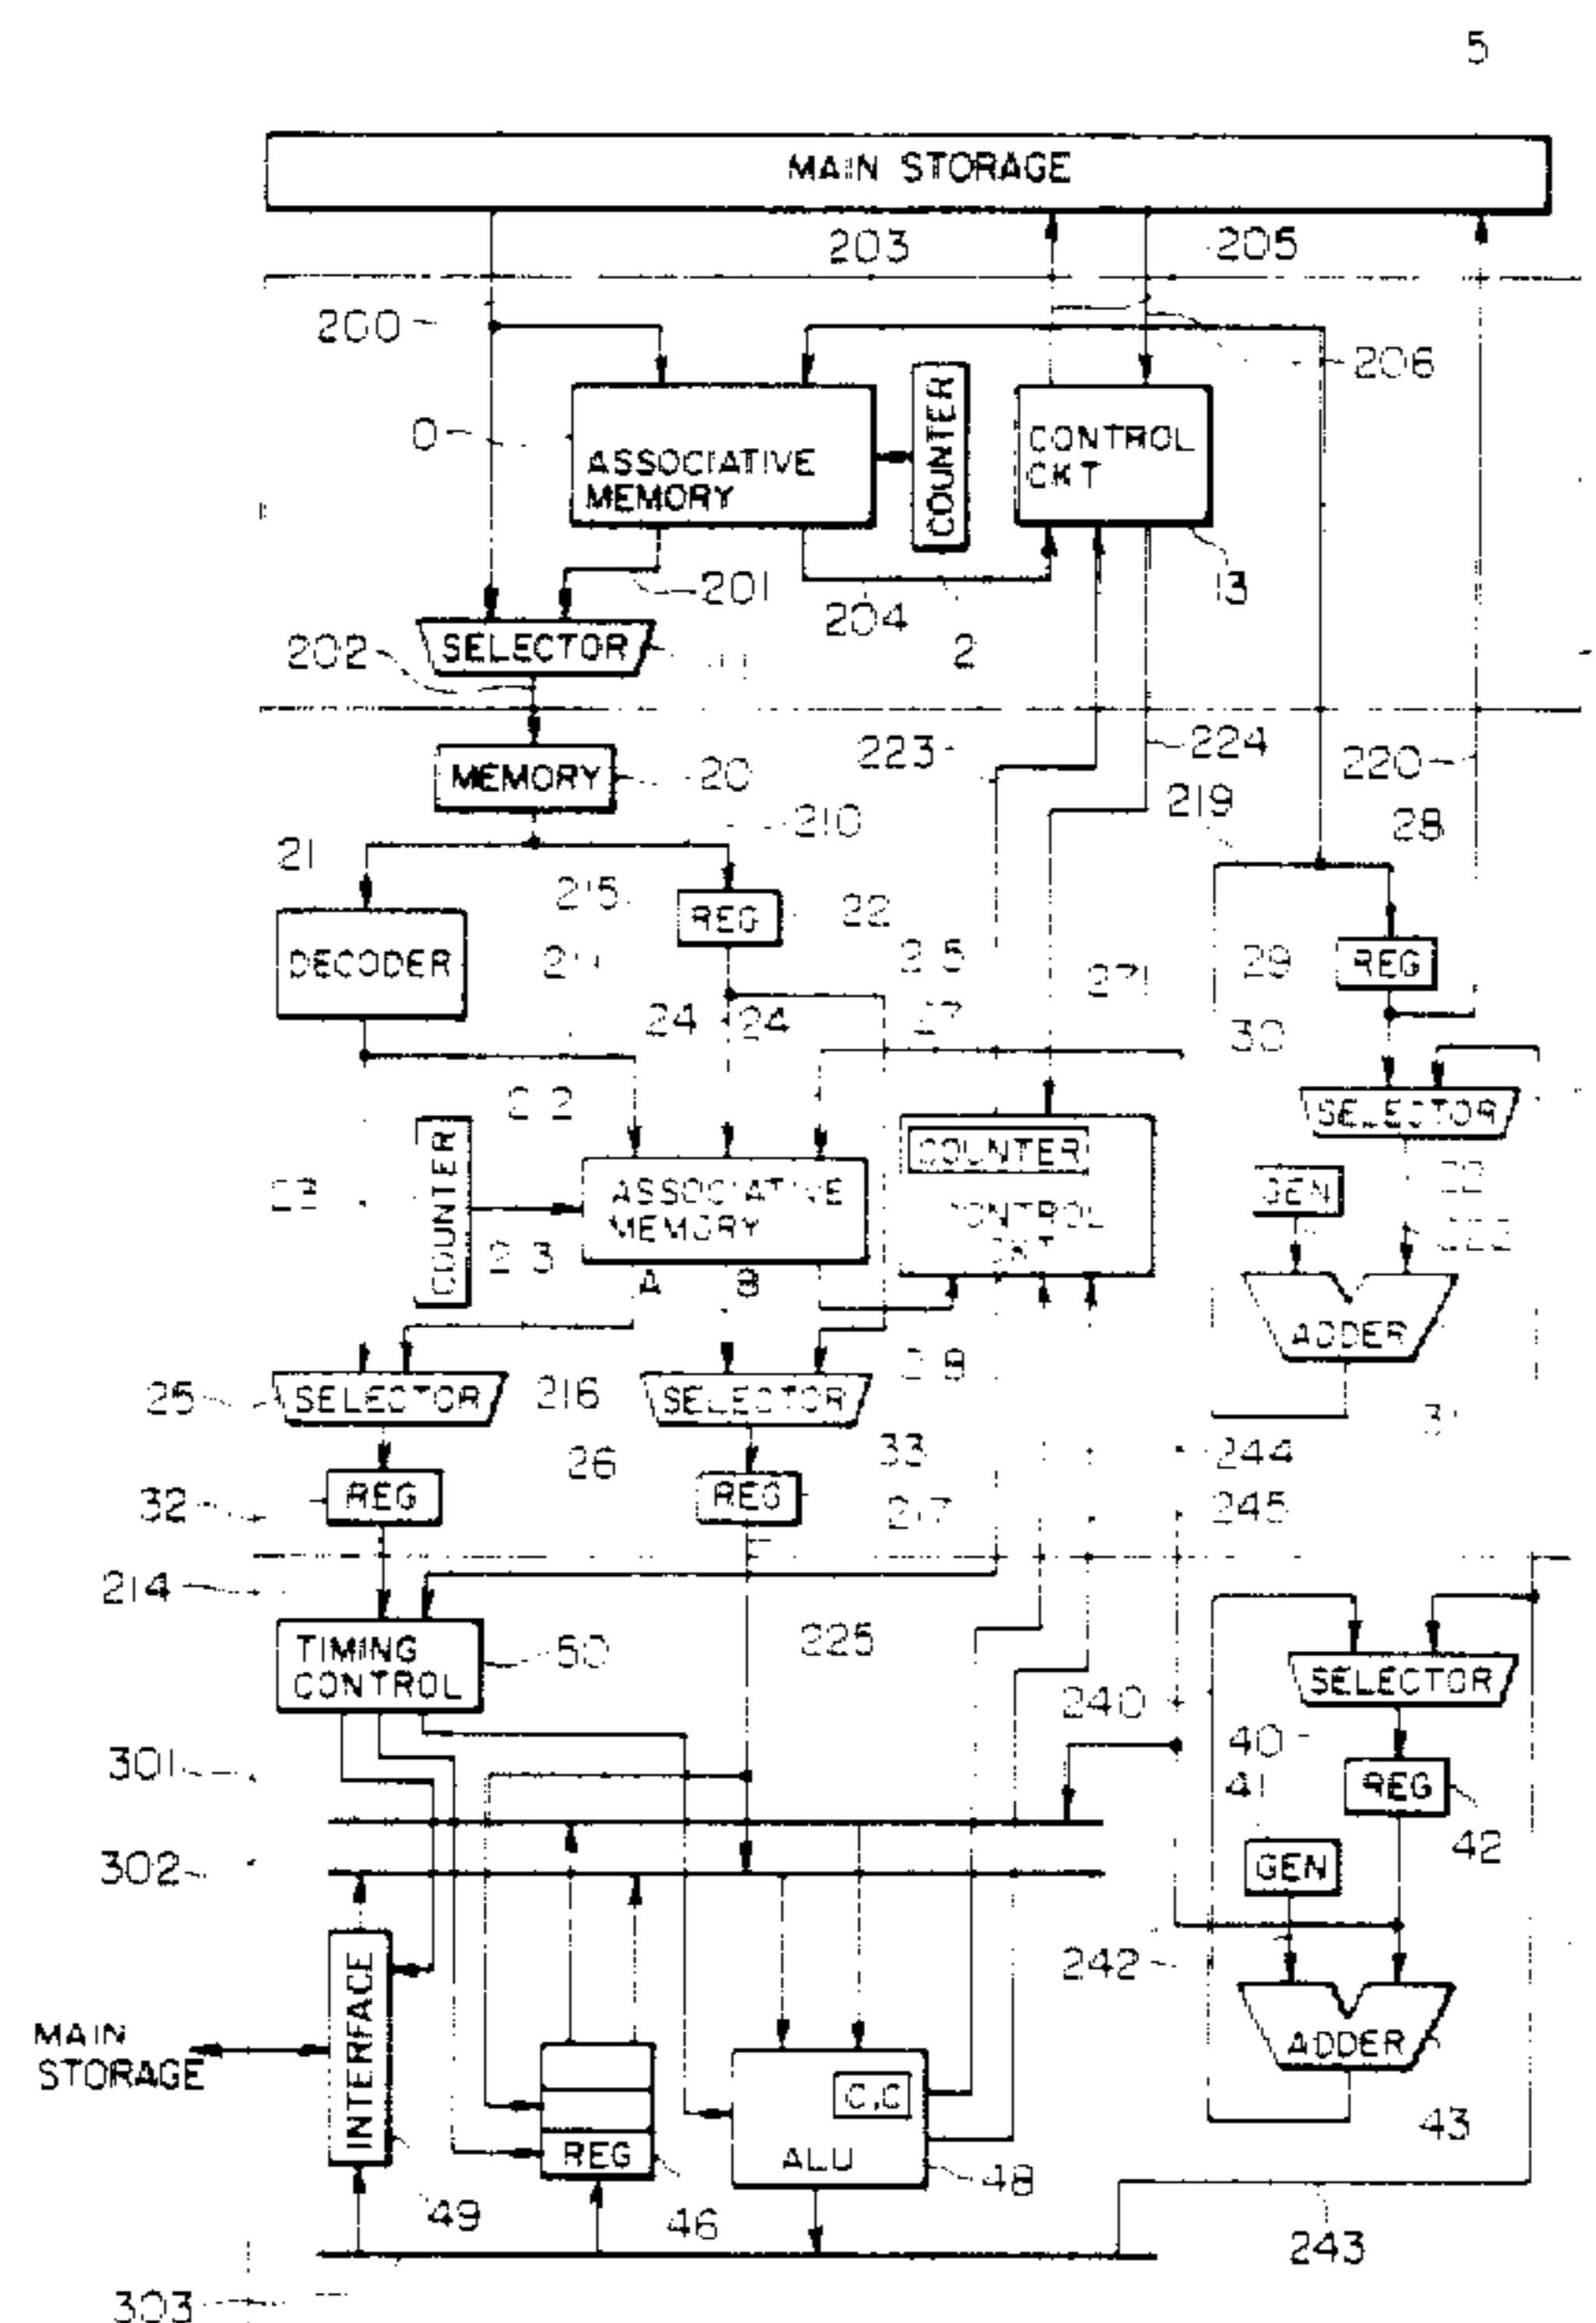 5
MAIN STORAGE
203
205
200
206
0
ASSOCIATIVE
MEMORY
COUNTER
CONTROL
CKT
201
204
13
2
202
SELECTOR
MEMORY
20
223
224
220
219
210
28
21
215
REG
22
DECODER
271
29
REG
24
24
30
SELECTOR
COUNTER
ASSOCIATIVE
MEMORY
COUNTER
CONTROL
GEN
A
B
ADDER
25
SELECTOR
216
SELECTOR
26
33
244
32
REG
REG
217
245
214
TIMING
CONTROL
50
225
SELECTOR
240
40
301
41
REG
42
302
GEN
242
INTERFACE
MAIN
STORAGE
ADDER
C.C
REG
ALU
43
48
49
46
243
303